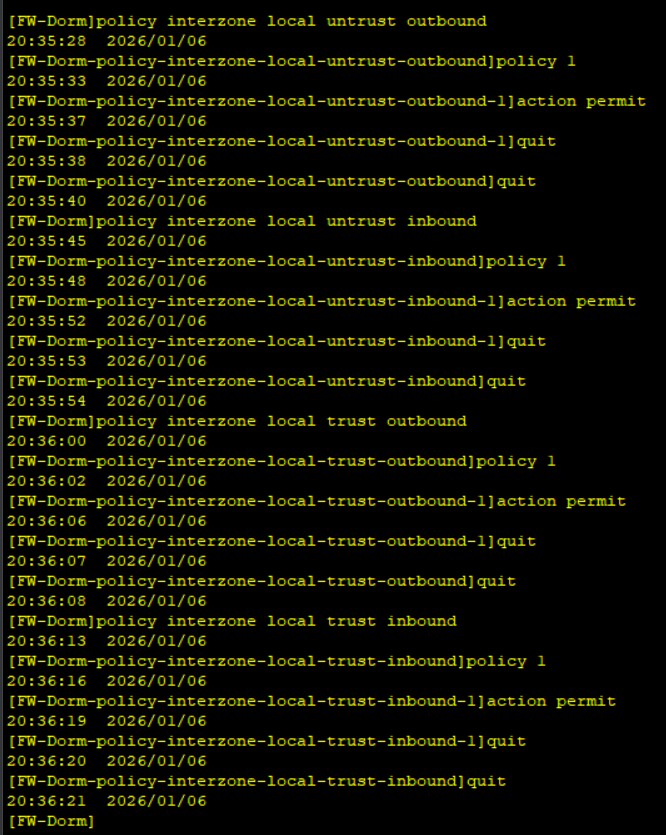 [FW-Dorm]policy interzone local untrust outbound
20:35:28  2026/01/06
[FW-Dorm-policy-interzone-local-untrust-outbound]policy 1
20:35:33  2026/01/06
[FW-Dorm-policy-interzone-local-untrust-outbound-1]action permit
20:35:37  2026/01/06
[FW-Dorm-policy-interzone-local-untrust-outbound-1]quit
20:35:38  2026/01/06
[FW-Dorm-policy-interzone-local-untrust-outbound]quit
20:35:40  2026/01/06
[FW-Dorm]policy interzone local untrust inbound
20:35:45  2026/01/06
[FW-Dorm-policy-interzone-local-untrust-inbound]policy 1
20:35:48  2026/01/06
[FW-Dorm-policy-interzone-local-untrust-inbound-1]action permit
20:35:52  2026/01/06
[FW-Dorm-policy-interzone-local-untrust-inbound-1]quit
20:35:53  2026/01/06
[FW-Dorm-policy-interzone-local-untrust-inbound]quit
20:35:54  2026/01/06
[FW-Dorm]policy interzone local trust outbound
20:36:00  2026/01/06
[FW-Dorm-policy-interzone-local-trust-outbound]policy 1
20:36:02  2026/01/06
[FW-Dorm-policy-interzone-local-trust-outbound-1]action permit
20:36:06  2026/01/06
[FW-Dorm-policy-interzone-local-trust-outbound-1]quit
20:36:07  2026/01/06
[FW-Dorm-policy-interzone-local-trust-outbound]quit
20:36:08  2026/01/06
[FW-Dorm]policy interzone local trust inbound
20:36:13  2026/01/06
[FW-Dorm-policy-interzone-local-trust-inbound]policy 1
20:36:16  2026/01/06
[FW-Dorm-policy-interzone-local-trust-inbound-1]action permit
20:36:19  2026/01/06
[FW-Dorm-policy-interzone-local-trust-inbound-1]quit
20:36:20  2026/01/06
[FW-Dorm-policy-interzone-local-trust-inbound]quit
20:36:21  2026/01/06
[FW-Dorm]